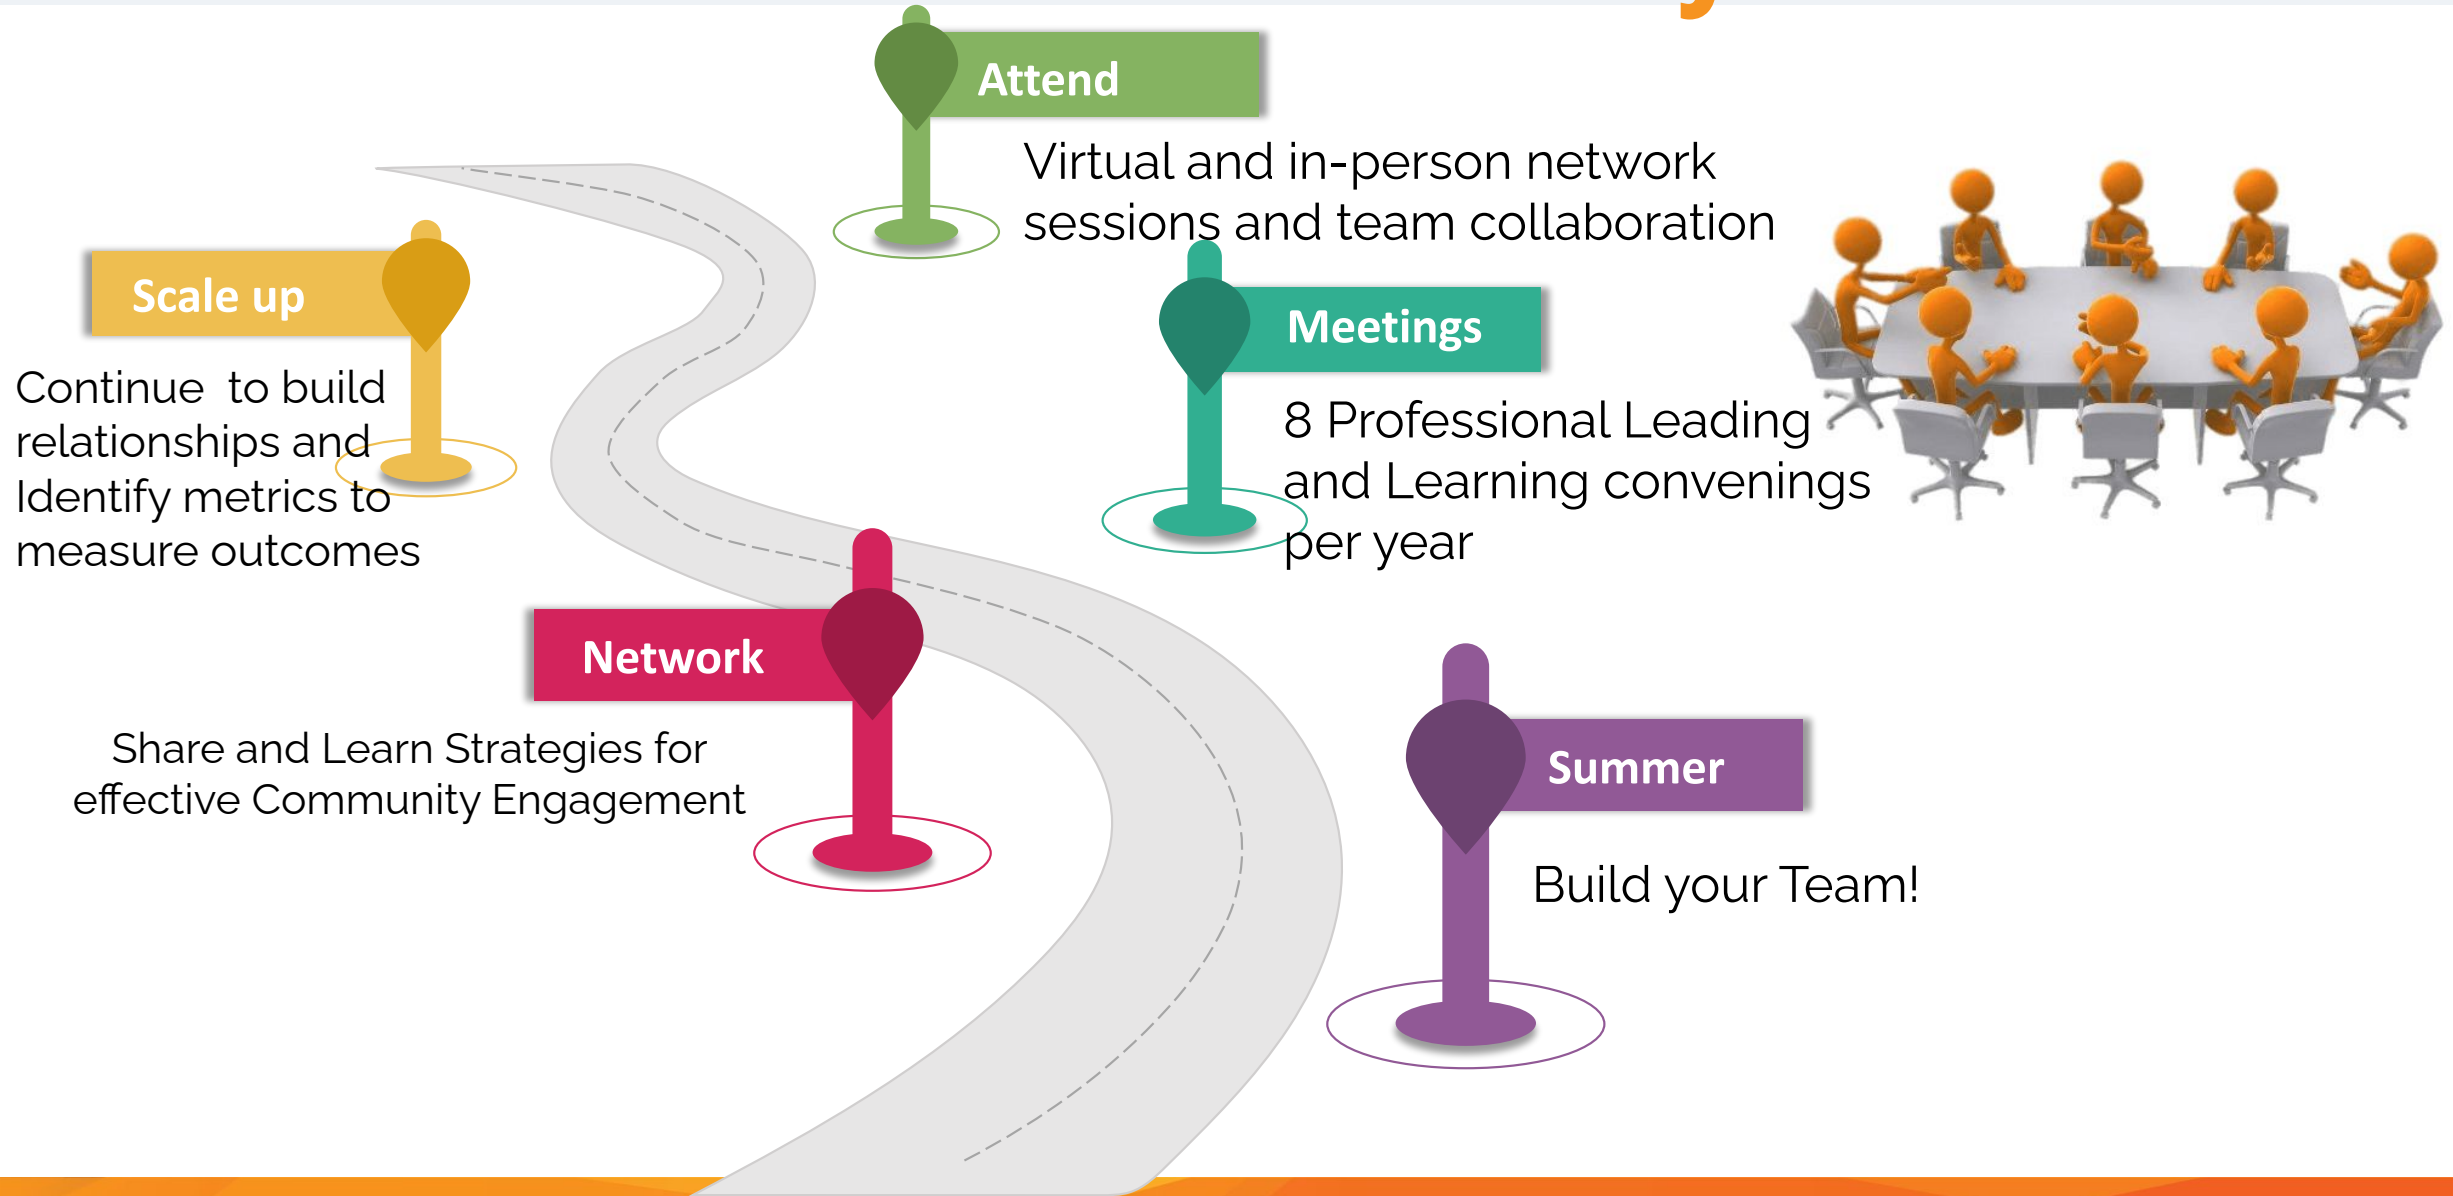 Attend
Virtual and in-person network
sessions and team collaboration
Scale up
Continue  to build
relationships and
Identify metrics to
measure outcomes
Meetings
8 Professional Leading
and Learning convenings
per year
Network
Share and Learn Strategies for
effective Community Engagement
Summer
Build your Team!